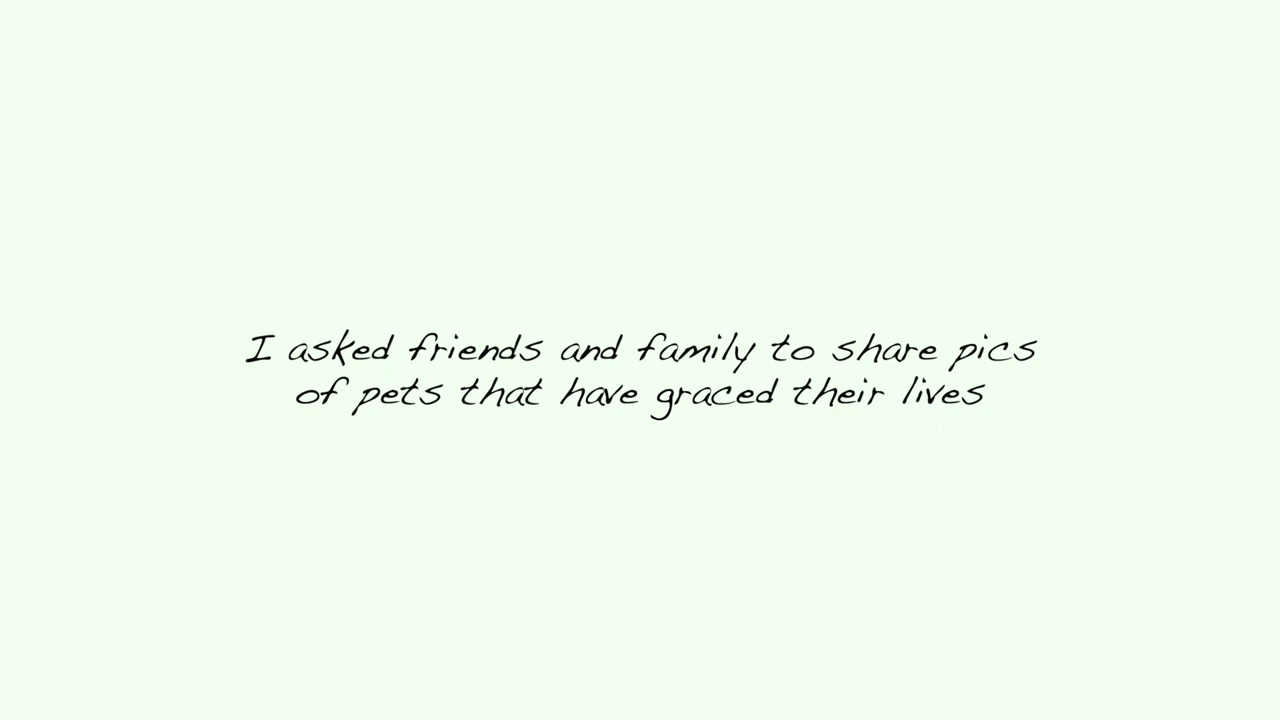 I asked friends and family to share pics
of pets that have graced their lives